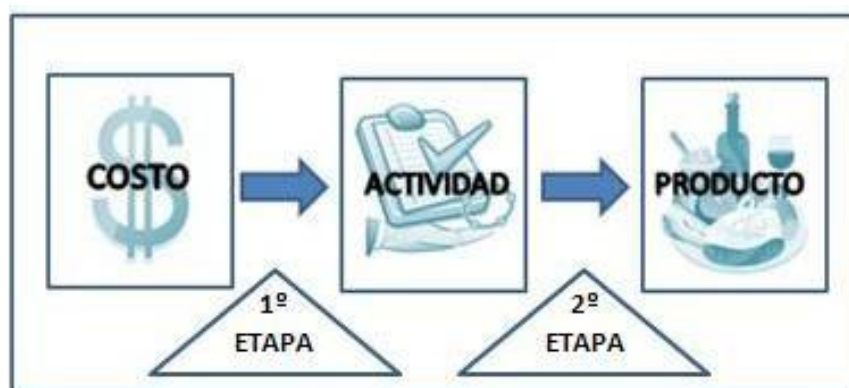 COSTO
ACTIVIDAD
PRODUCTO
1º
ETAPA
2º
ETAPA